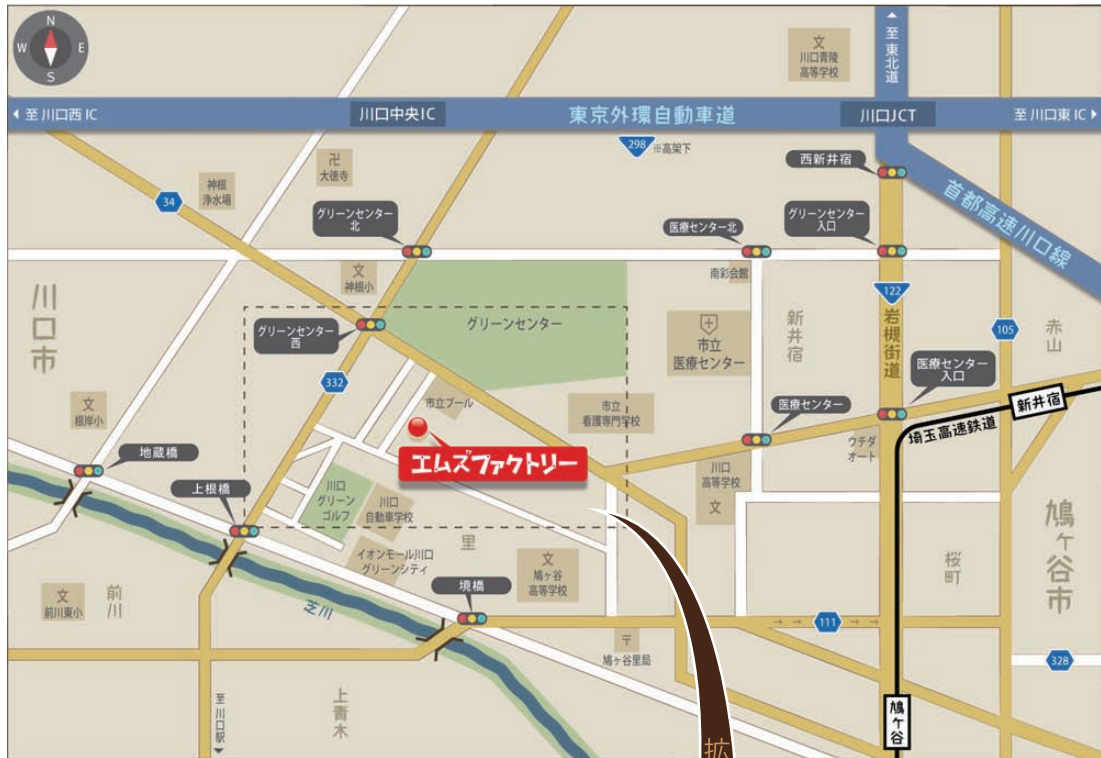 N
W
E
S
文
川口青陵
高等学校
至東北道
至川口西IC
川口中央IC
東京外環自動車道
川口JCT
至川口東IC
298
※高架下
西新井宿
卍
大徳寺
神根
浄水場
34
首都高速川口線
グリーンセンター
北
医療センター北
グリーンセンター
入口
文
神根小
南彩会館
川口市
122
岩槻街道
グリーンセンター
グリーンセンター
西
市立
医療センター
新井宿
105
赤山
332
医療センター
入口
新井宿
市立プール
市立
看護専門学校
医療センター
文
根岸小
埼玉高速鉄道
ウチダ
オート
地蔵橋
エムズファクトリー
川口
高等学校
文
上根橋
川口
グリーン
ゴルフ
川口
自動車学校
里
鳩ヶ谷市
イオンモール川口
グリーンシティ
文
鳩ヶ谷
高等学校
桜町
文
前川東小
前川
境橋
芝川
111
〒
鳩ヶ谷里局
328
至川口駅
上青木
鳩ヶ谷
拡